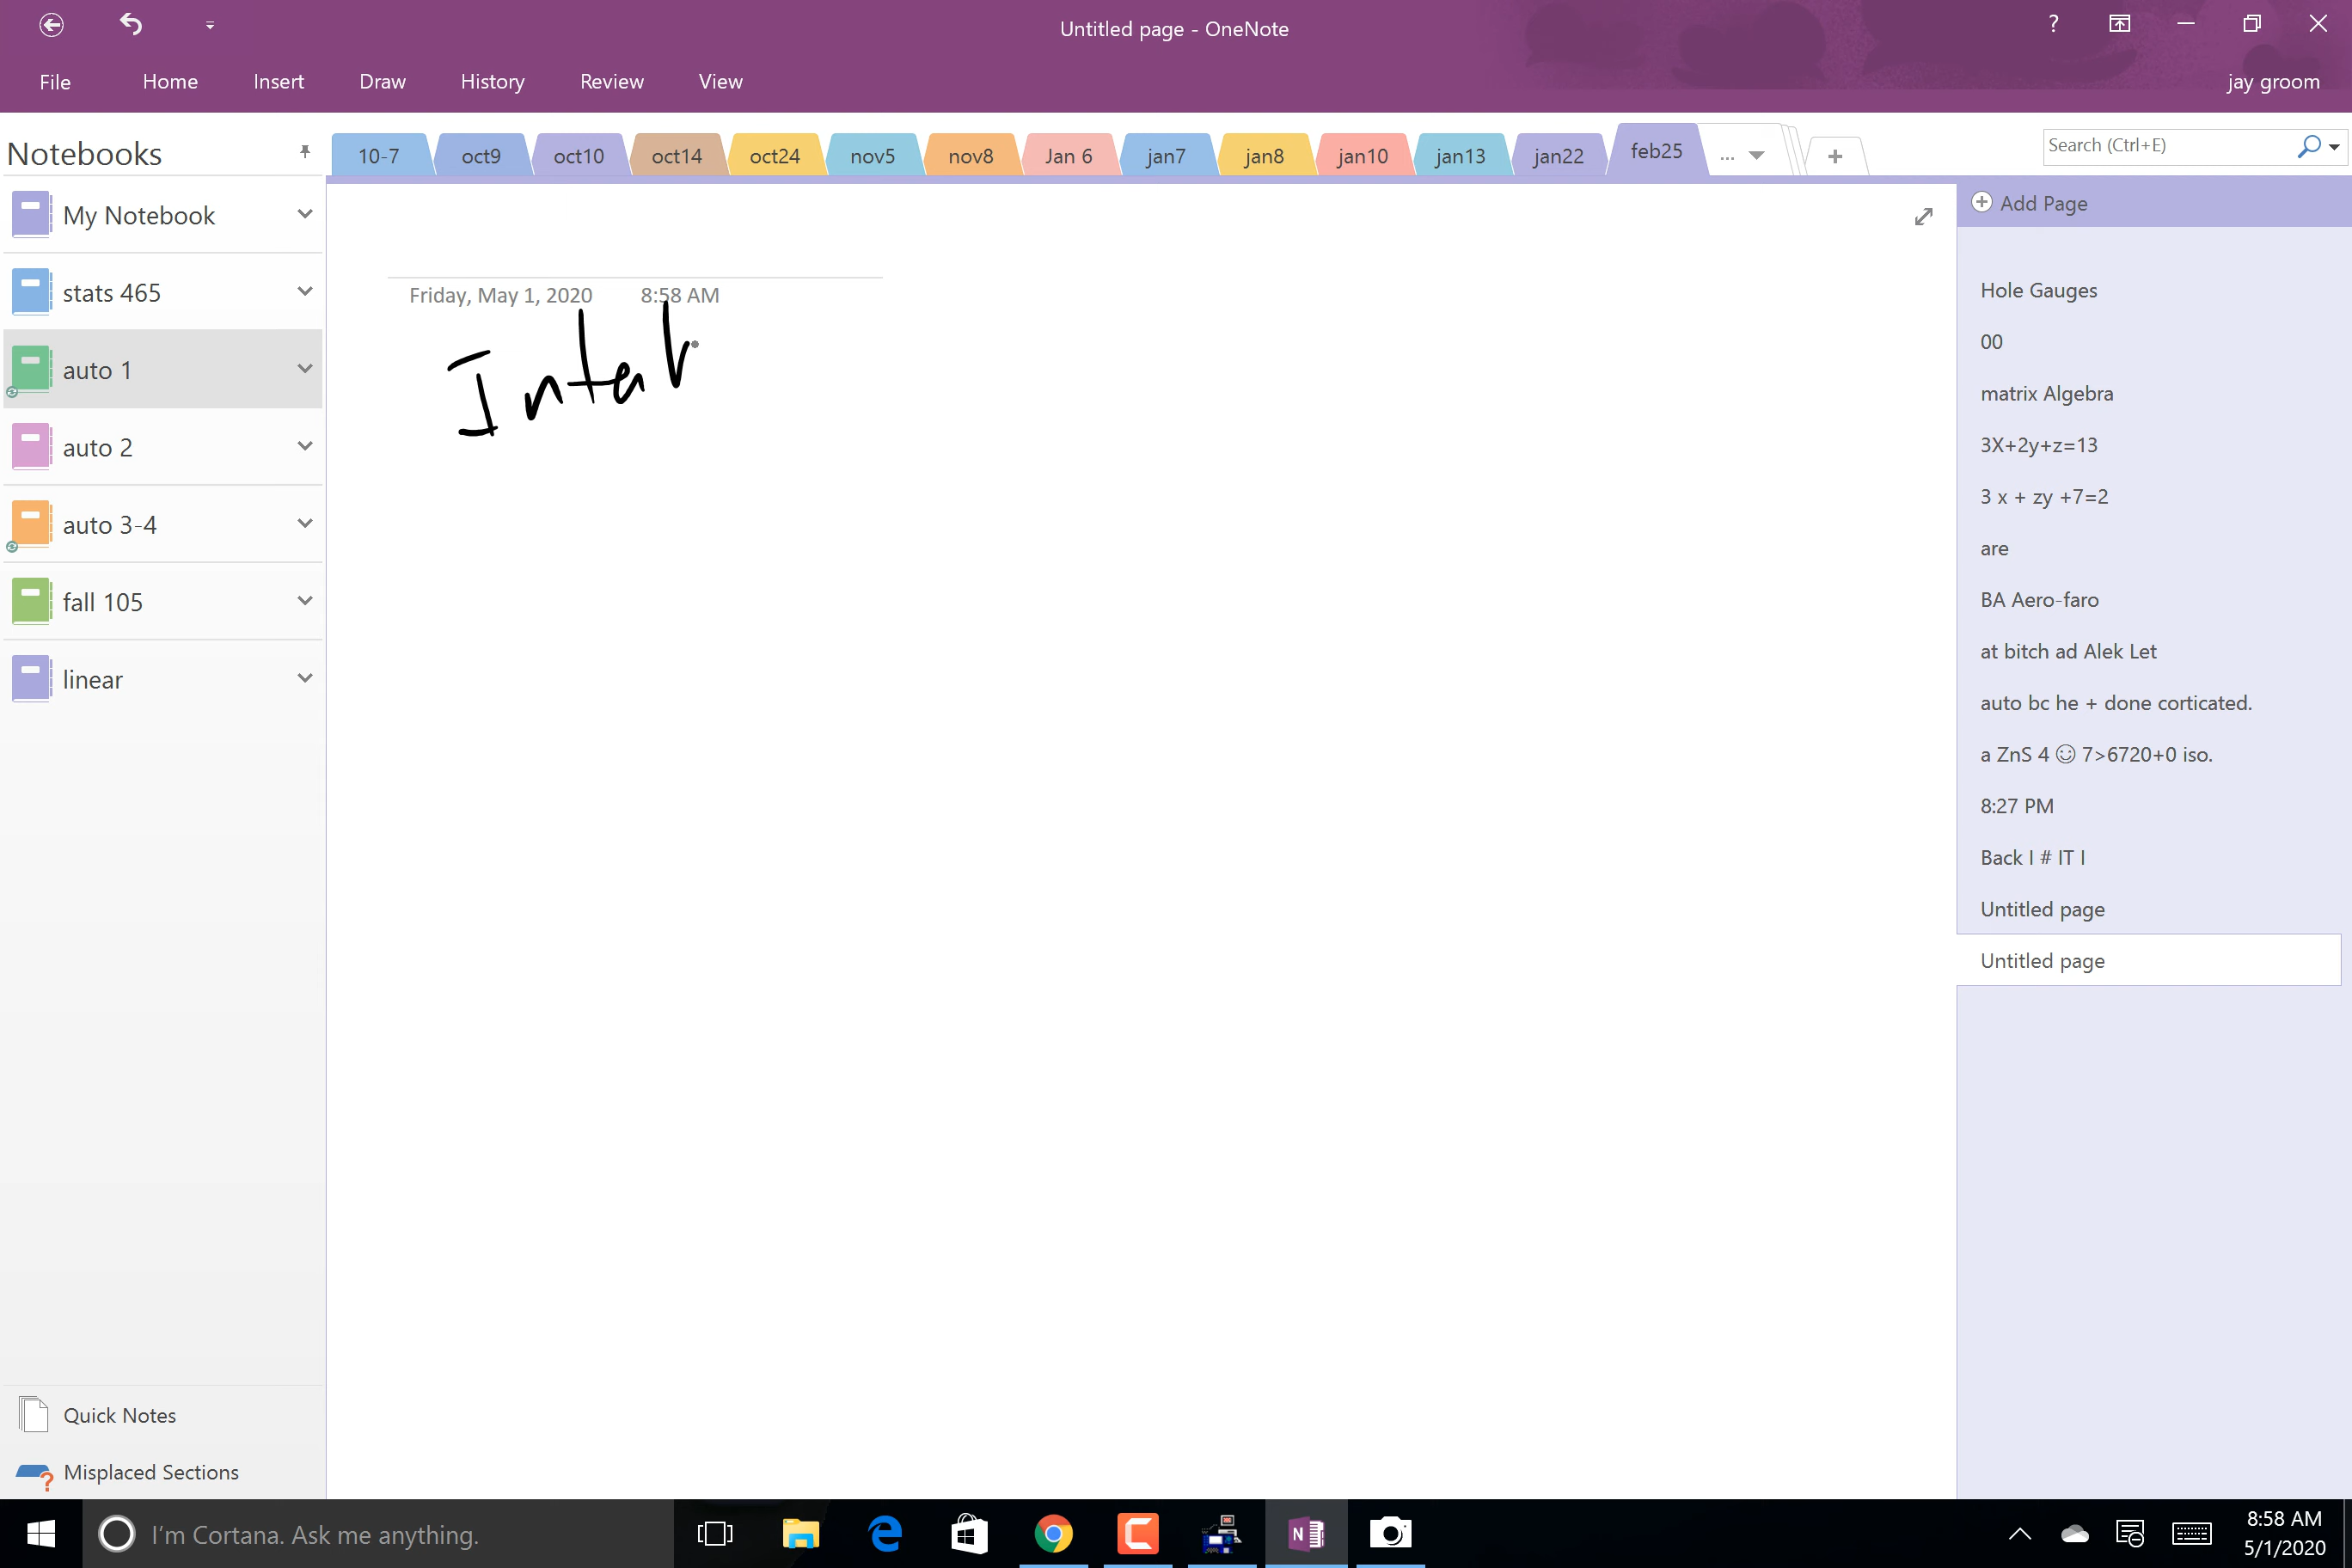 Untitled page - OneNote
?
File Home Insert Draw History Review View
jay groom
Notebooks
10-7 oct9 oct10 oct14 oct24 nov5 nov8 Jan 6 jan7 jan8 jan10 jan13 jan22 feb25 ... +
Search (Ctrl+E)
My Notebook
stats 465
auto 1
auto 2
auto 3-4
fall 105
linear
Quick Notes
Misplaced Sections
Friday, May 1, 2020 8:58 AM
Add Page
Hole Gauges
00
matrix Algebra
3X+2y+z=13
3 x + zy +7=2
are
BA Aero-faro
at bitch ad Alek Let
auto bc he + done corticated.
a ZnS 4 ☺ 7>6720+0 iso.
8:27 PM
Back I # IT I
Untitled page
Untitled page
I'm Cortana. Ask me anything.
8:58 AM
5/1/2020